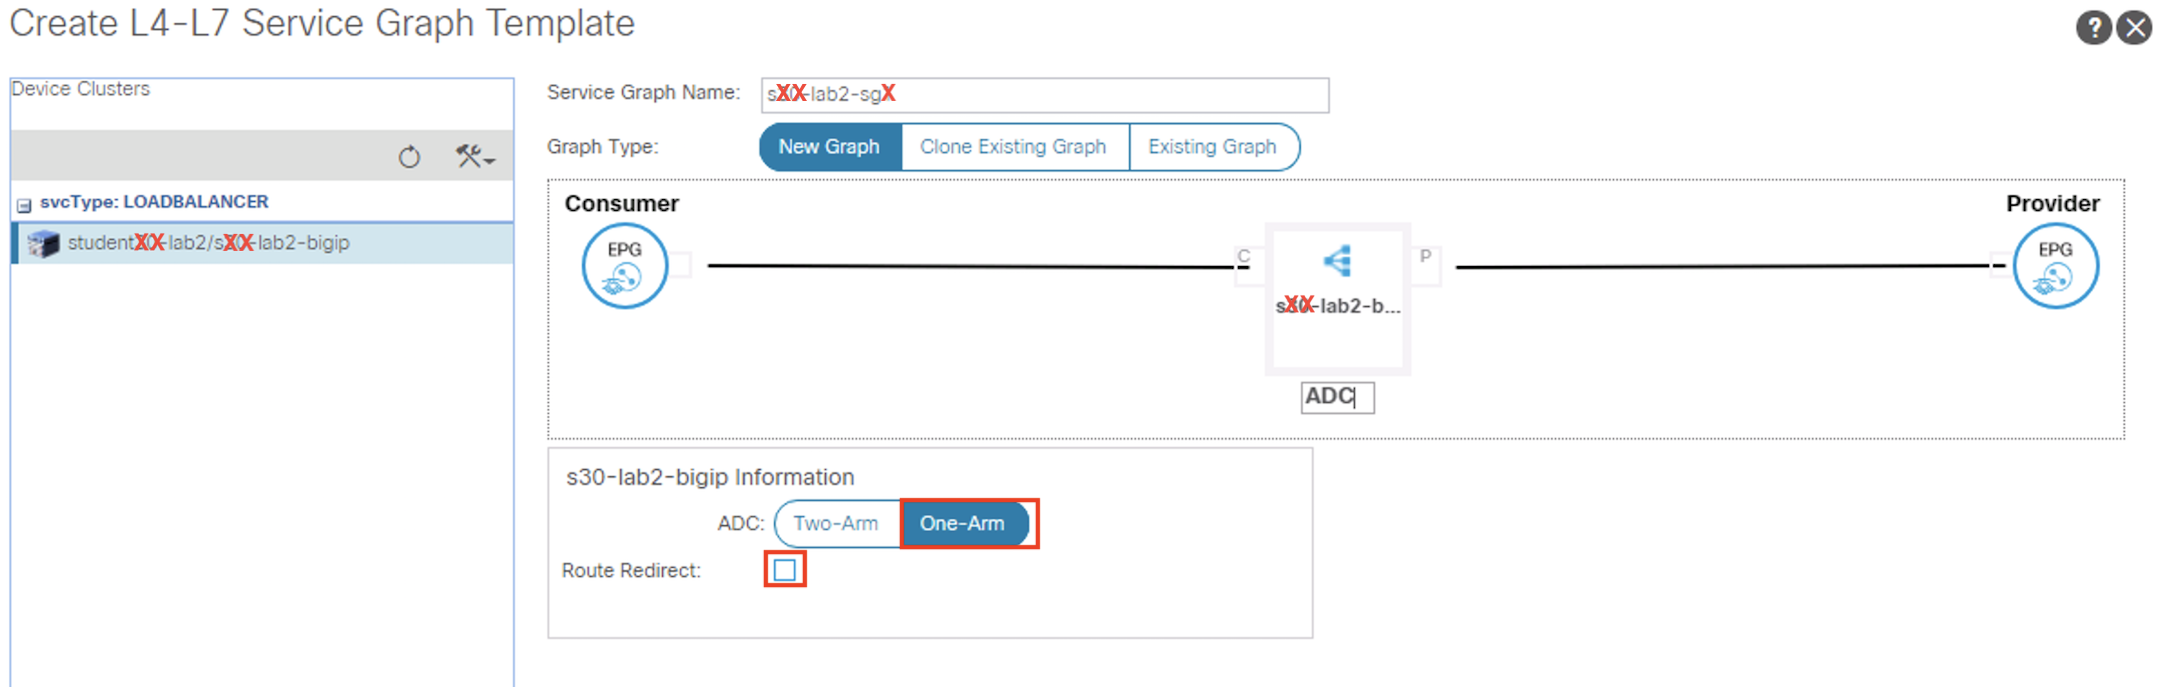 Create L4-L7 Service Graph Template
Device Clusters
svcType: LOADBALANCER
studentXX-lab2/sXX-lab2-bigip
Service Graph Name: sXX-lab2-sgX
Graph Type: New Graph Clone Existing Graph Existing Graph
Consumer
Provider
EPG
C
P
EPG
sXX-lab2-b...
ADC
s30-lab2-bigip Information
ADC: Two-Arm One-Arm
Route Redirect: